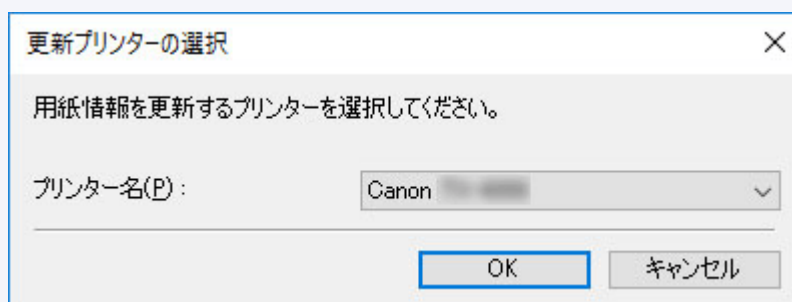 更新プリンターの選択
用紙情報を更新するプリンターを選択してください。
プリンター名(P): Canon
OK キャンセル